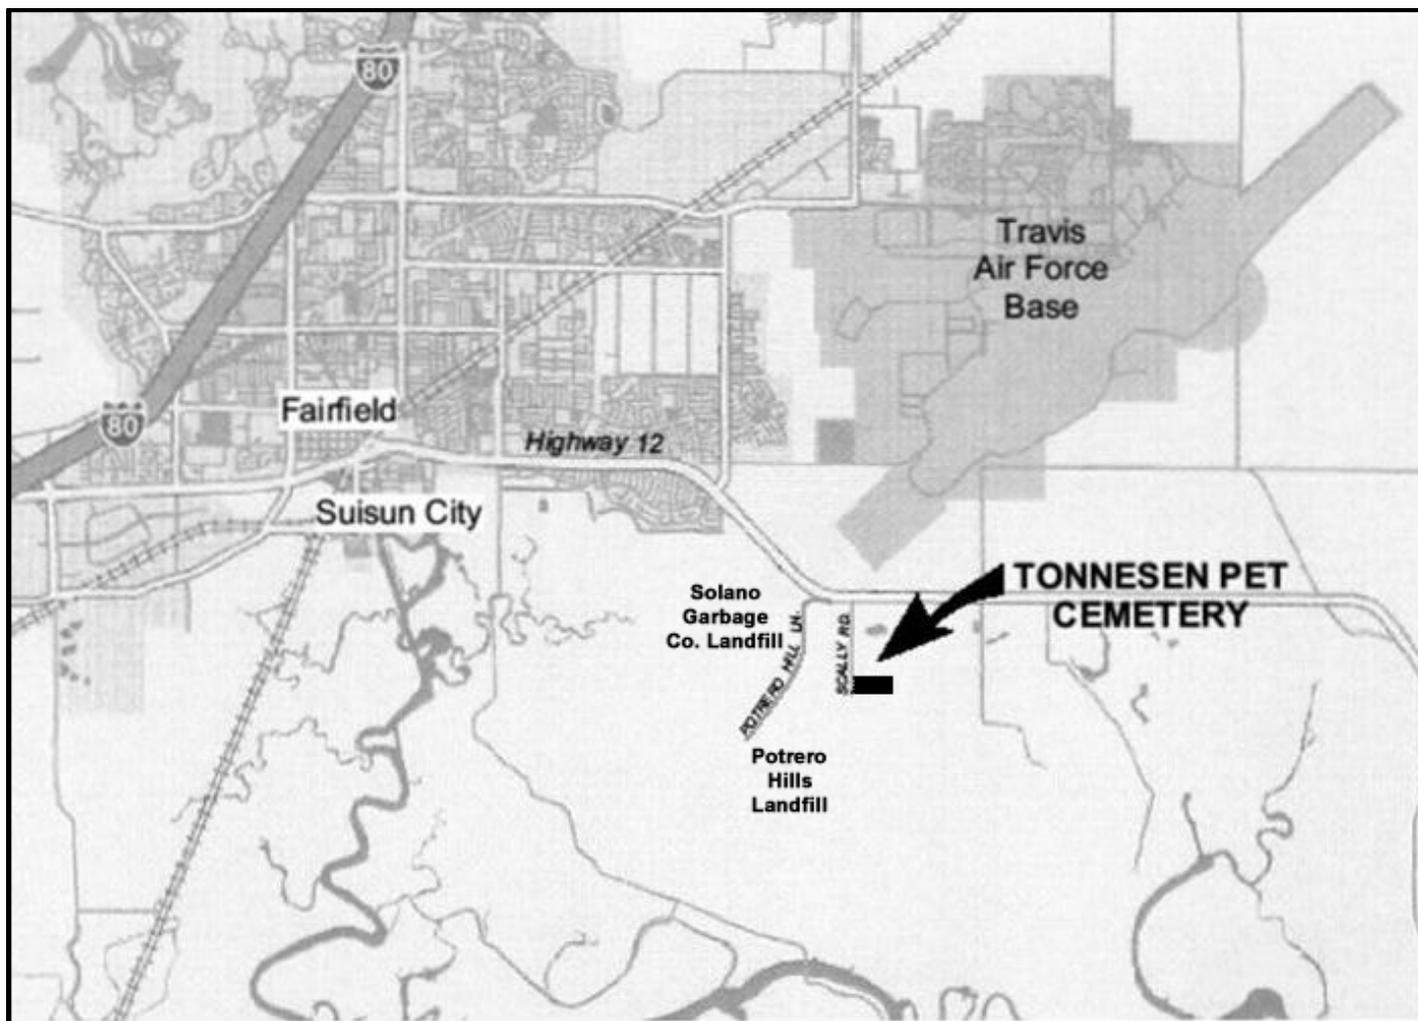 80
Travis
Air Force
Base
80
Fairfield
Highway 12
Suisun City
TONNESEN PET
CEMETERY
Solano
Garbage
Co. Landfill
POTRERO HILL LN.
SCALLY RD.
Potrero
Hills
Landfill